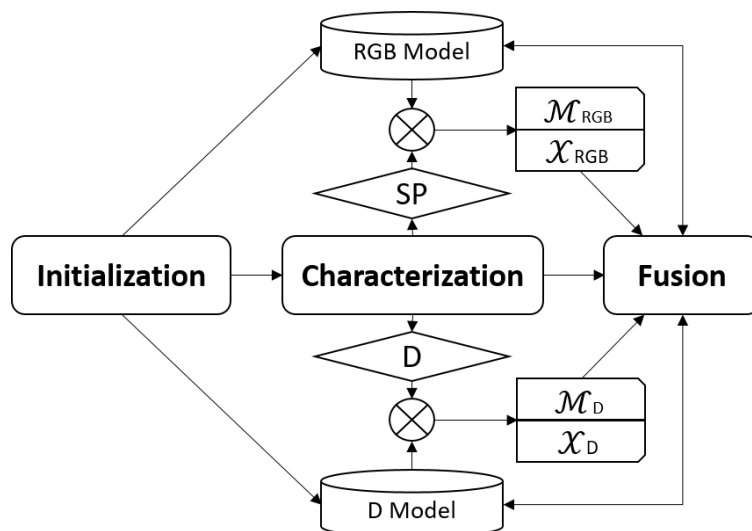 RGB Model
ℳ RGB
𝒳 RGB
SP
Initialization
Characterization
Fusion
D
ℳ D
𝒳 D
D Model